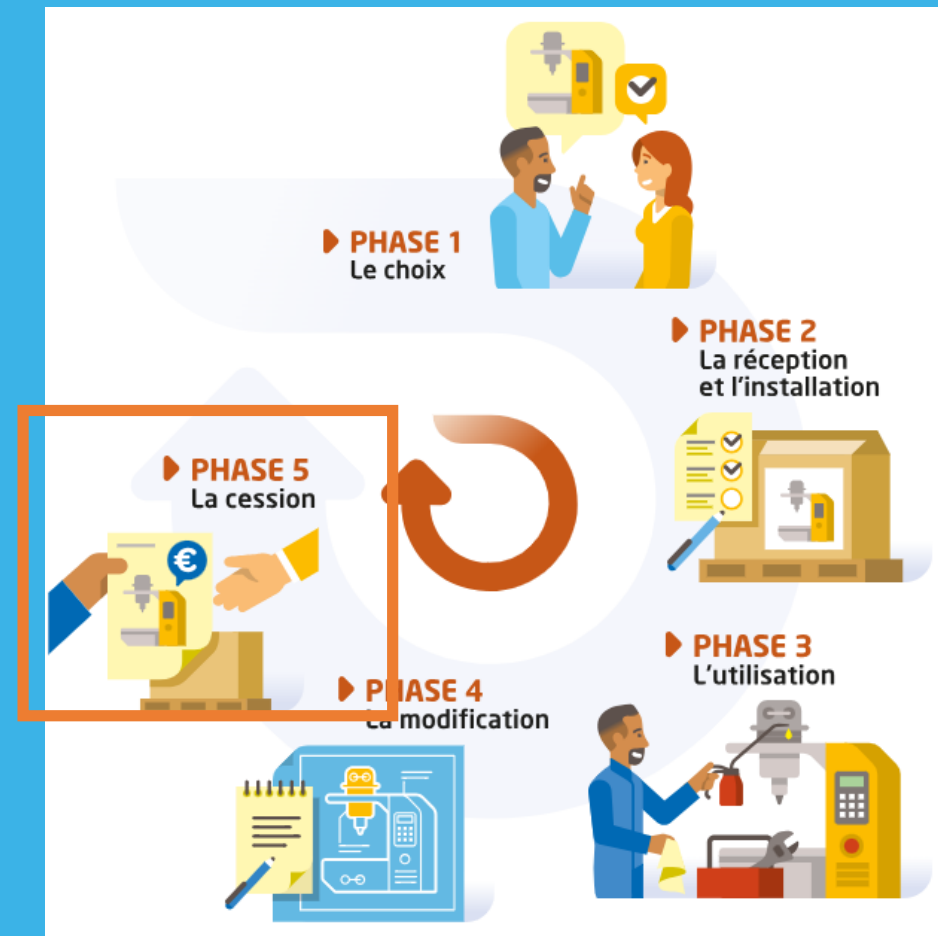 PHASE 1
Le choix
PHASE 2
La réception
et l'installation
PHASE 3
L'utilisation
PHASE 4
La modification
PHASE 5
La cession
€